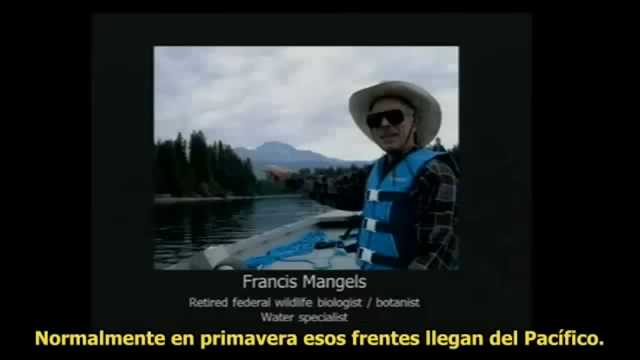 Francis Mangels
Retired federal wildlife biologist / botanist
Water specialist
Normalmente en primavera esos frentes llegan del Pacífico.